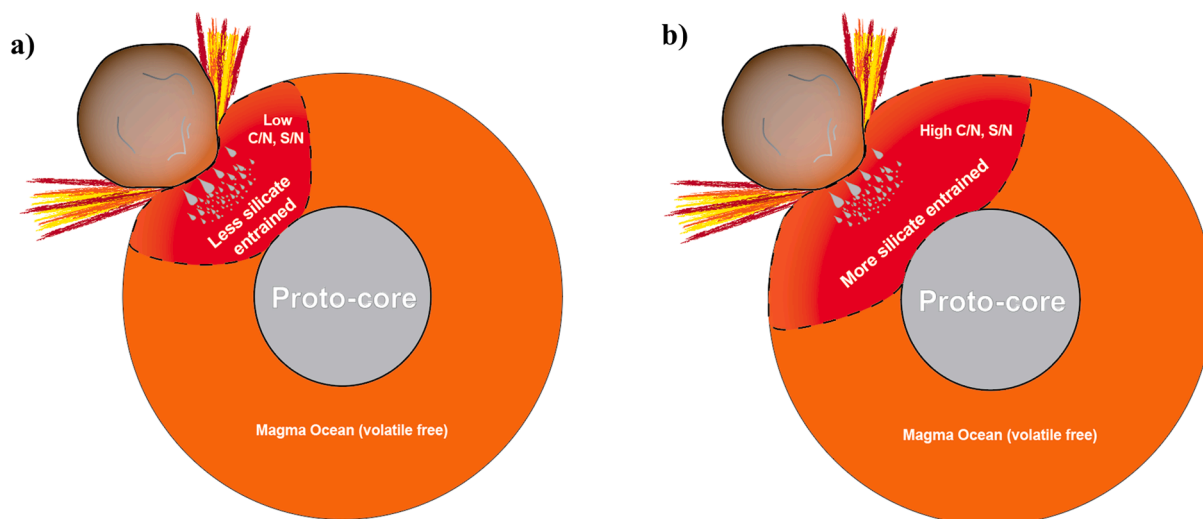 a)
Low
C/N, S/N
Less silicate
entrained
Proto-core
Magma Ocean (volatile free)
b)
High C/N, S/N
More silicate entrained
Proto-core
Magma Ocean (volatile free)